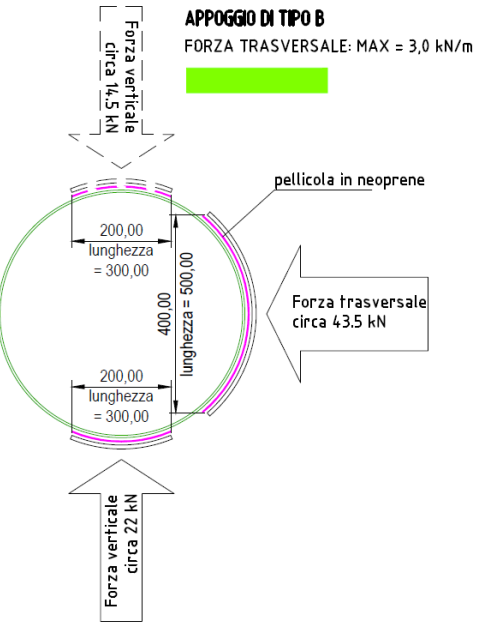 APPOGGIO DI TIPO B
FORZA TRASVERSALE: MAX = 3,0 kN/m
Forza verticale
circa 14.5 kN
pellicola in neoprene
200,00
lunghezza
= 300,00
400,00
lunghezza = 500,00
Forza trasversale
circa 43.5 kN
200,00
lunghezza
= 300,00
Forza verticale
circa 22 kN